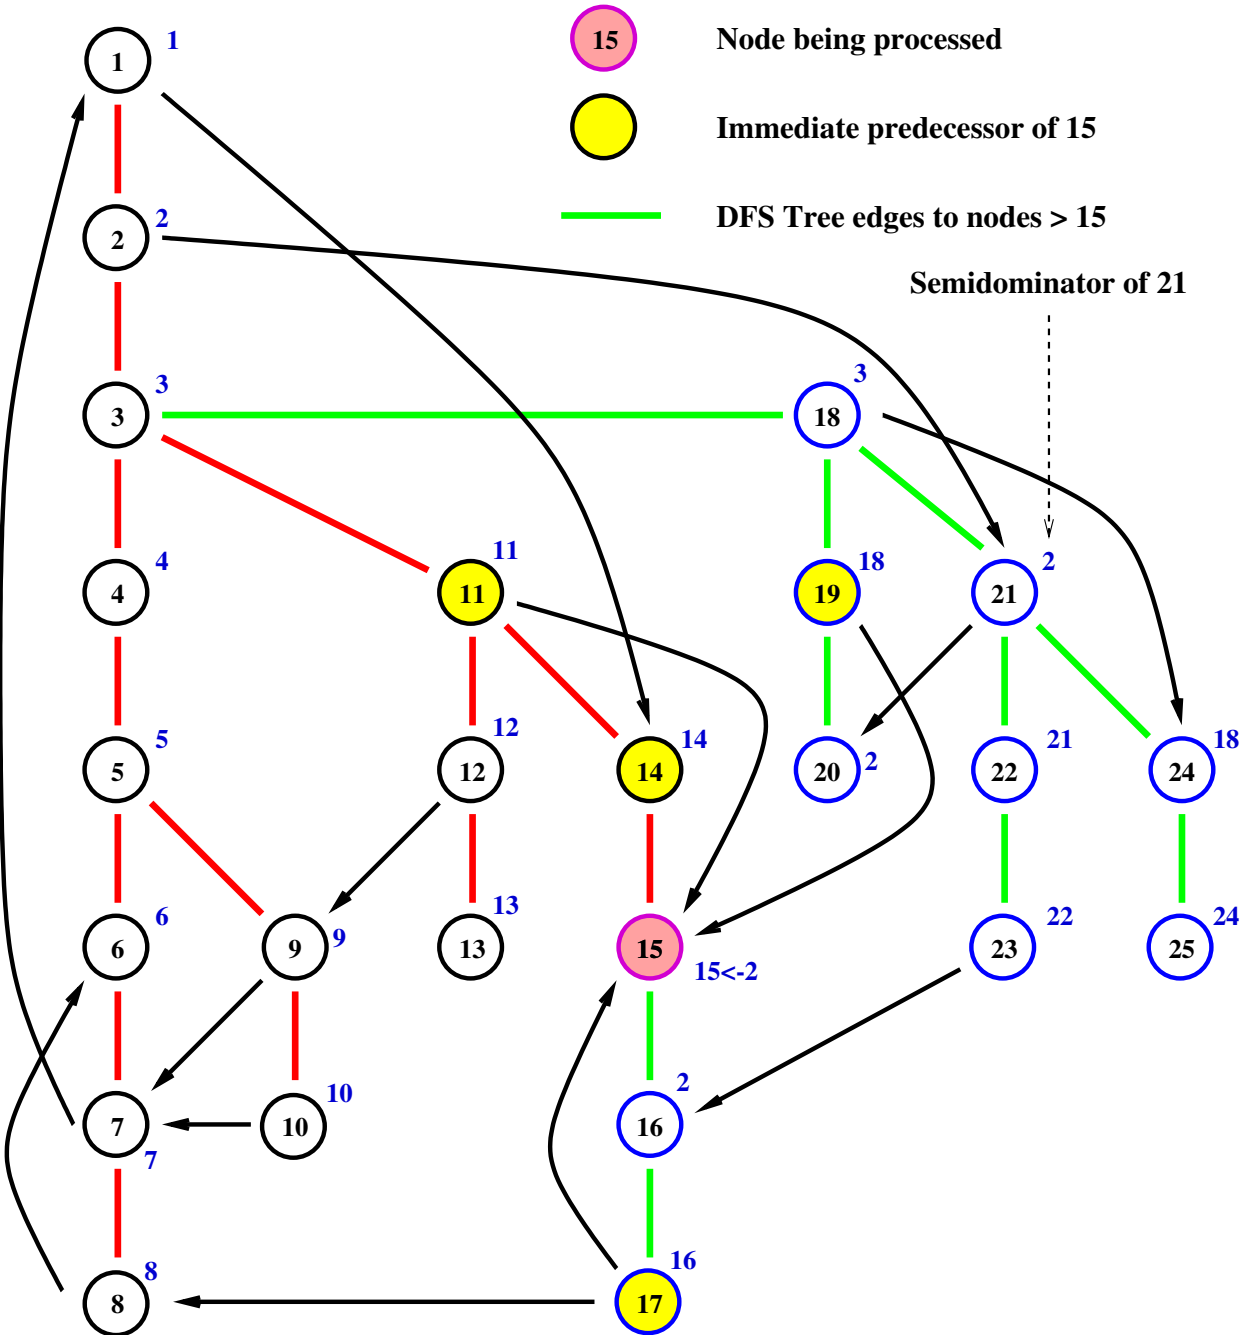 1 1 15 Node being processed
Immediate predecessor of 15
2 2 DFS Tree edges to nodes > 15
Semidominator of 21
3 3 18 3
4 4 11 11 19 18 21 2
5 5 12 12 14 14 20 2 22 21 24 18
6 6 9 9 13 13 15 15<-2 23 22 25 24
7 7 10 10 16 2
8 8 17 16